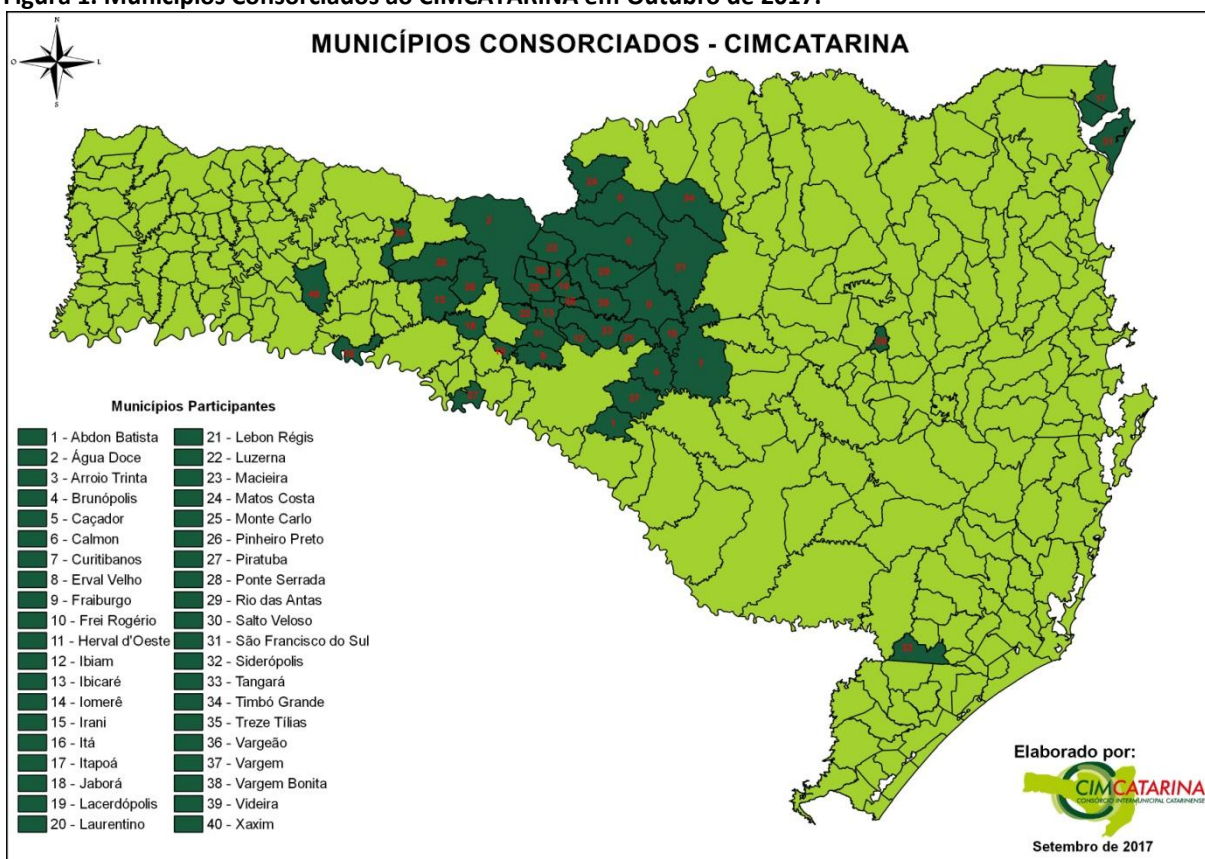 Figura 1. Municípios Consorciados ao CIMCATARINA em Outubro de 2017.
MUNICÍPIOS CONSORCIADOS - CIMCATARINA
N
O
L
S
Municípios Participantes
1 - Abdon Batista
2 - Água Doce
3 - Arroio Trinta
4 - Brunópolis
5 - Caçador
6 - Calmon
7 - Curitibanos
8 - Erval Velho
9 - Fraiburgo
10 - Frei Rogério
11 - Herval d'Oeste
12 - Ibiam
13 - Ibicaré
14 - Iomerê
15 - Irani
16 - Itá
17 - Itapoá
18 - Jaborá
19 - Lacerdópolis
20 - Laurentino
21 - Lebon Régis
22 - Luzerna
23 - Macieira
24 - Matos Costa
25 - Monte Carlo
26 - Pinheiro Preto
27 - Piratuba
28 - Ponte Serrada
29 - Rio das Antas
30 - Salto Veloso
31 - São Francisco do Sul
32 - Siderópolis
33 - Tangará
34 - Timbó Grande
35 - Treze Tílias
36 - Vargeão
37 - Vargem
38 - Vargem Bonita
39 - Videira
40 - Xaxim
Elaborado por:
CIMCATARINA
CONSÓRCIO INTERMUNICIPAL CATARINENSE
Setembro de 2017